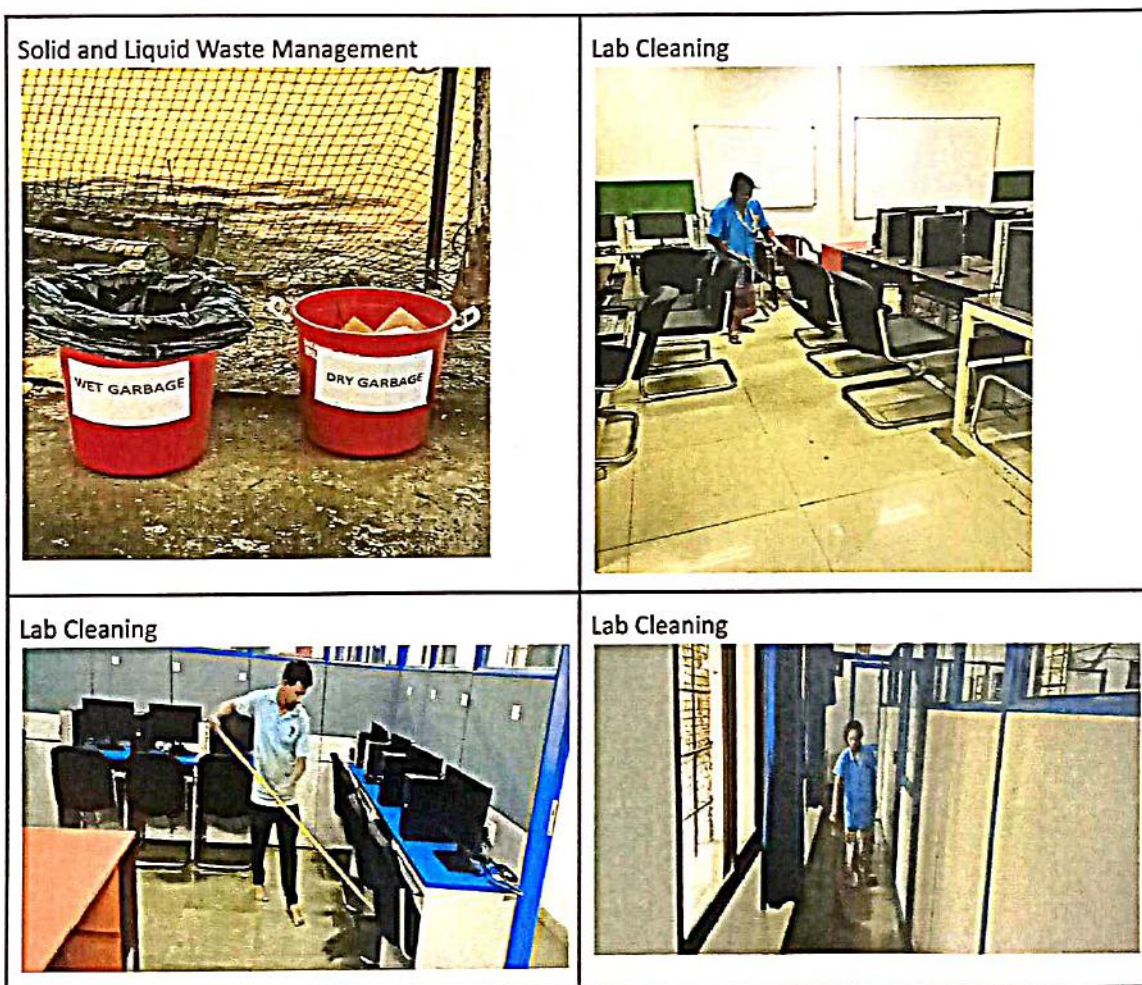 Solid and Liquid Waste Management
WET GARBAGE
DRY GARBAGE
Lab Cleaning
Lab Cleaning
Lab Cleaning